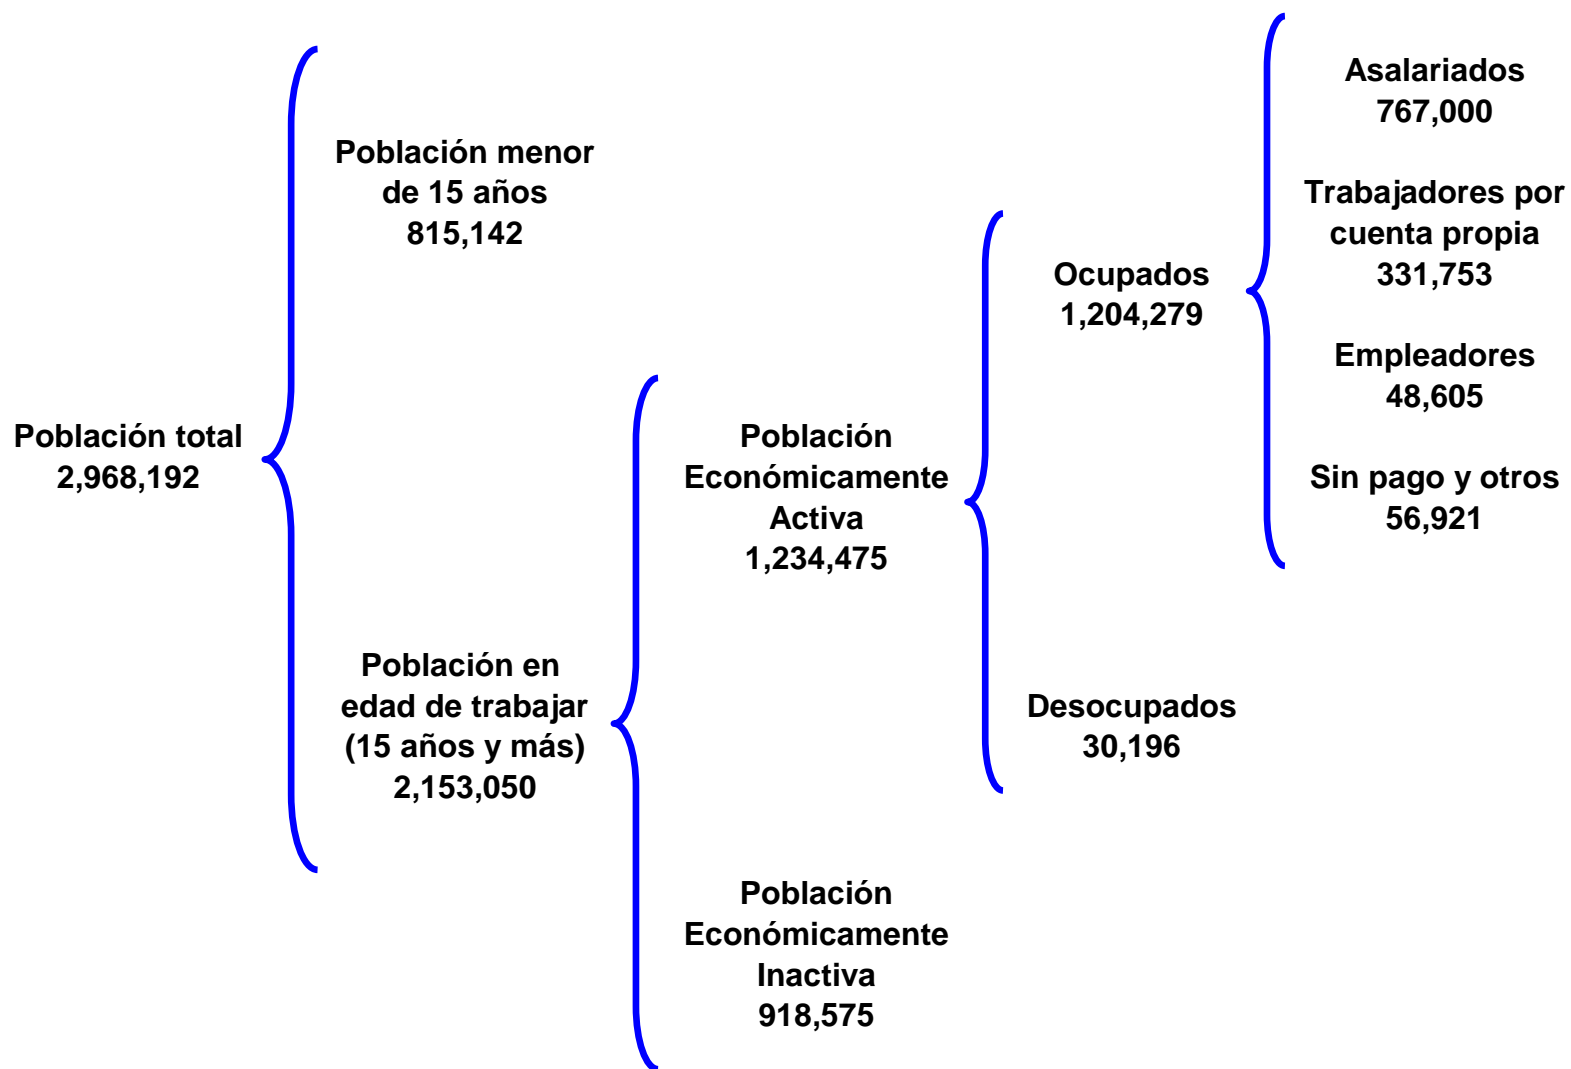 Población total
2,968,192
Población menor
de 15 años
815,142
Población en
edad de trabajar
(15 años y más)
2,153,050
Población
Económicamente
Activa
1,234,475
Población
Económicamente
Inactiva
918,575
Ocupados
1,204,279
Desocupados
30,196
Asalariados
767,000
Trabajadores por
cuenta propia
331,753
Empleadores
48,605
Sin pago y otros
56,921